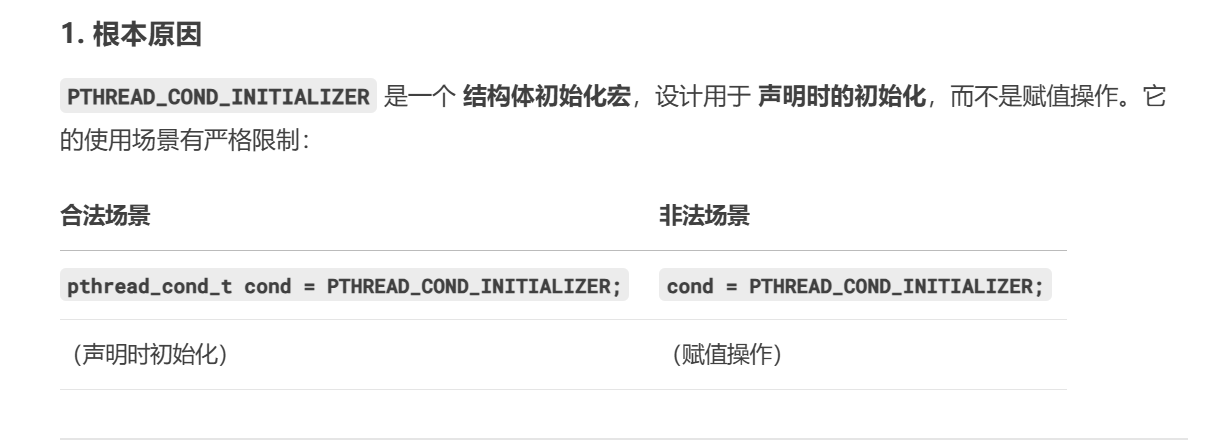 1. 根本原因
PTHREAD_COND_INITIALIZER 是一个 结构体初始化宏，设计用于 声明时的初始化，而不是赋值操作。它
的使用场景有严格限制：
合法场景 非法场景
pthread_cond_t cond = PTHREAD_COND_INITIALIZER; cond = PTHREAD_COND_INITIALIZER;
（声明时初始化） （赋值操作）